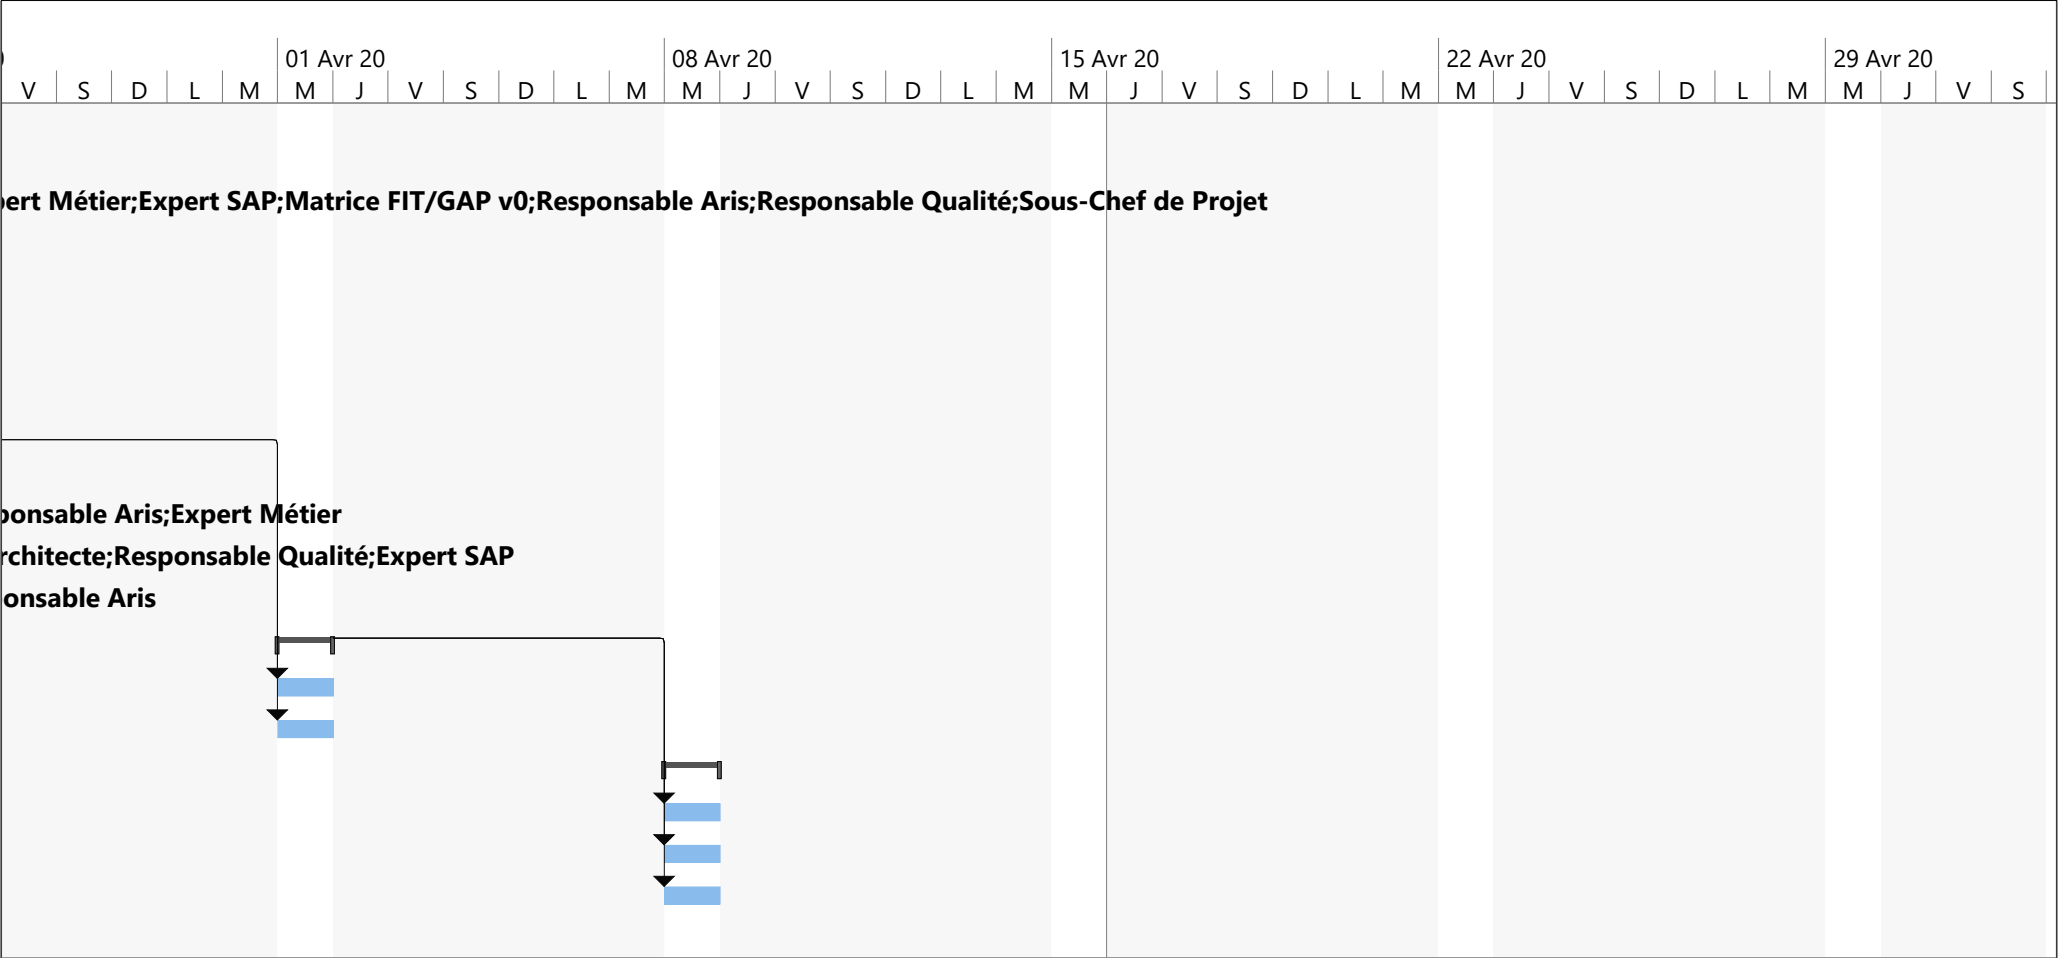 01 Avr 20 08 Avr 20 15 Avr 20 22 Avr 20 29 Avr 20
V S D L M M J V S D L M M J V S D L M M J V S D L M M J V S D L M M J V S
Métier;Expert SAP;Matrice FIT/GAP v0;Responsable Aris;Responsable Qualité;Sous-Chef de Projet
Aris;Expert Métier
Responsable Qualité;Expert SAP
Aris